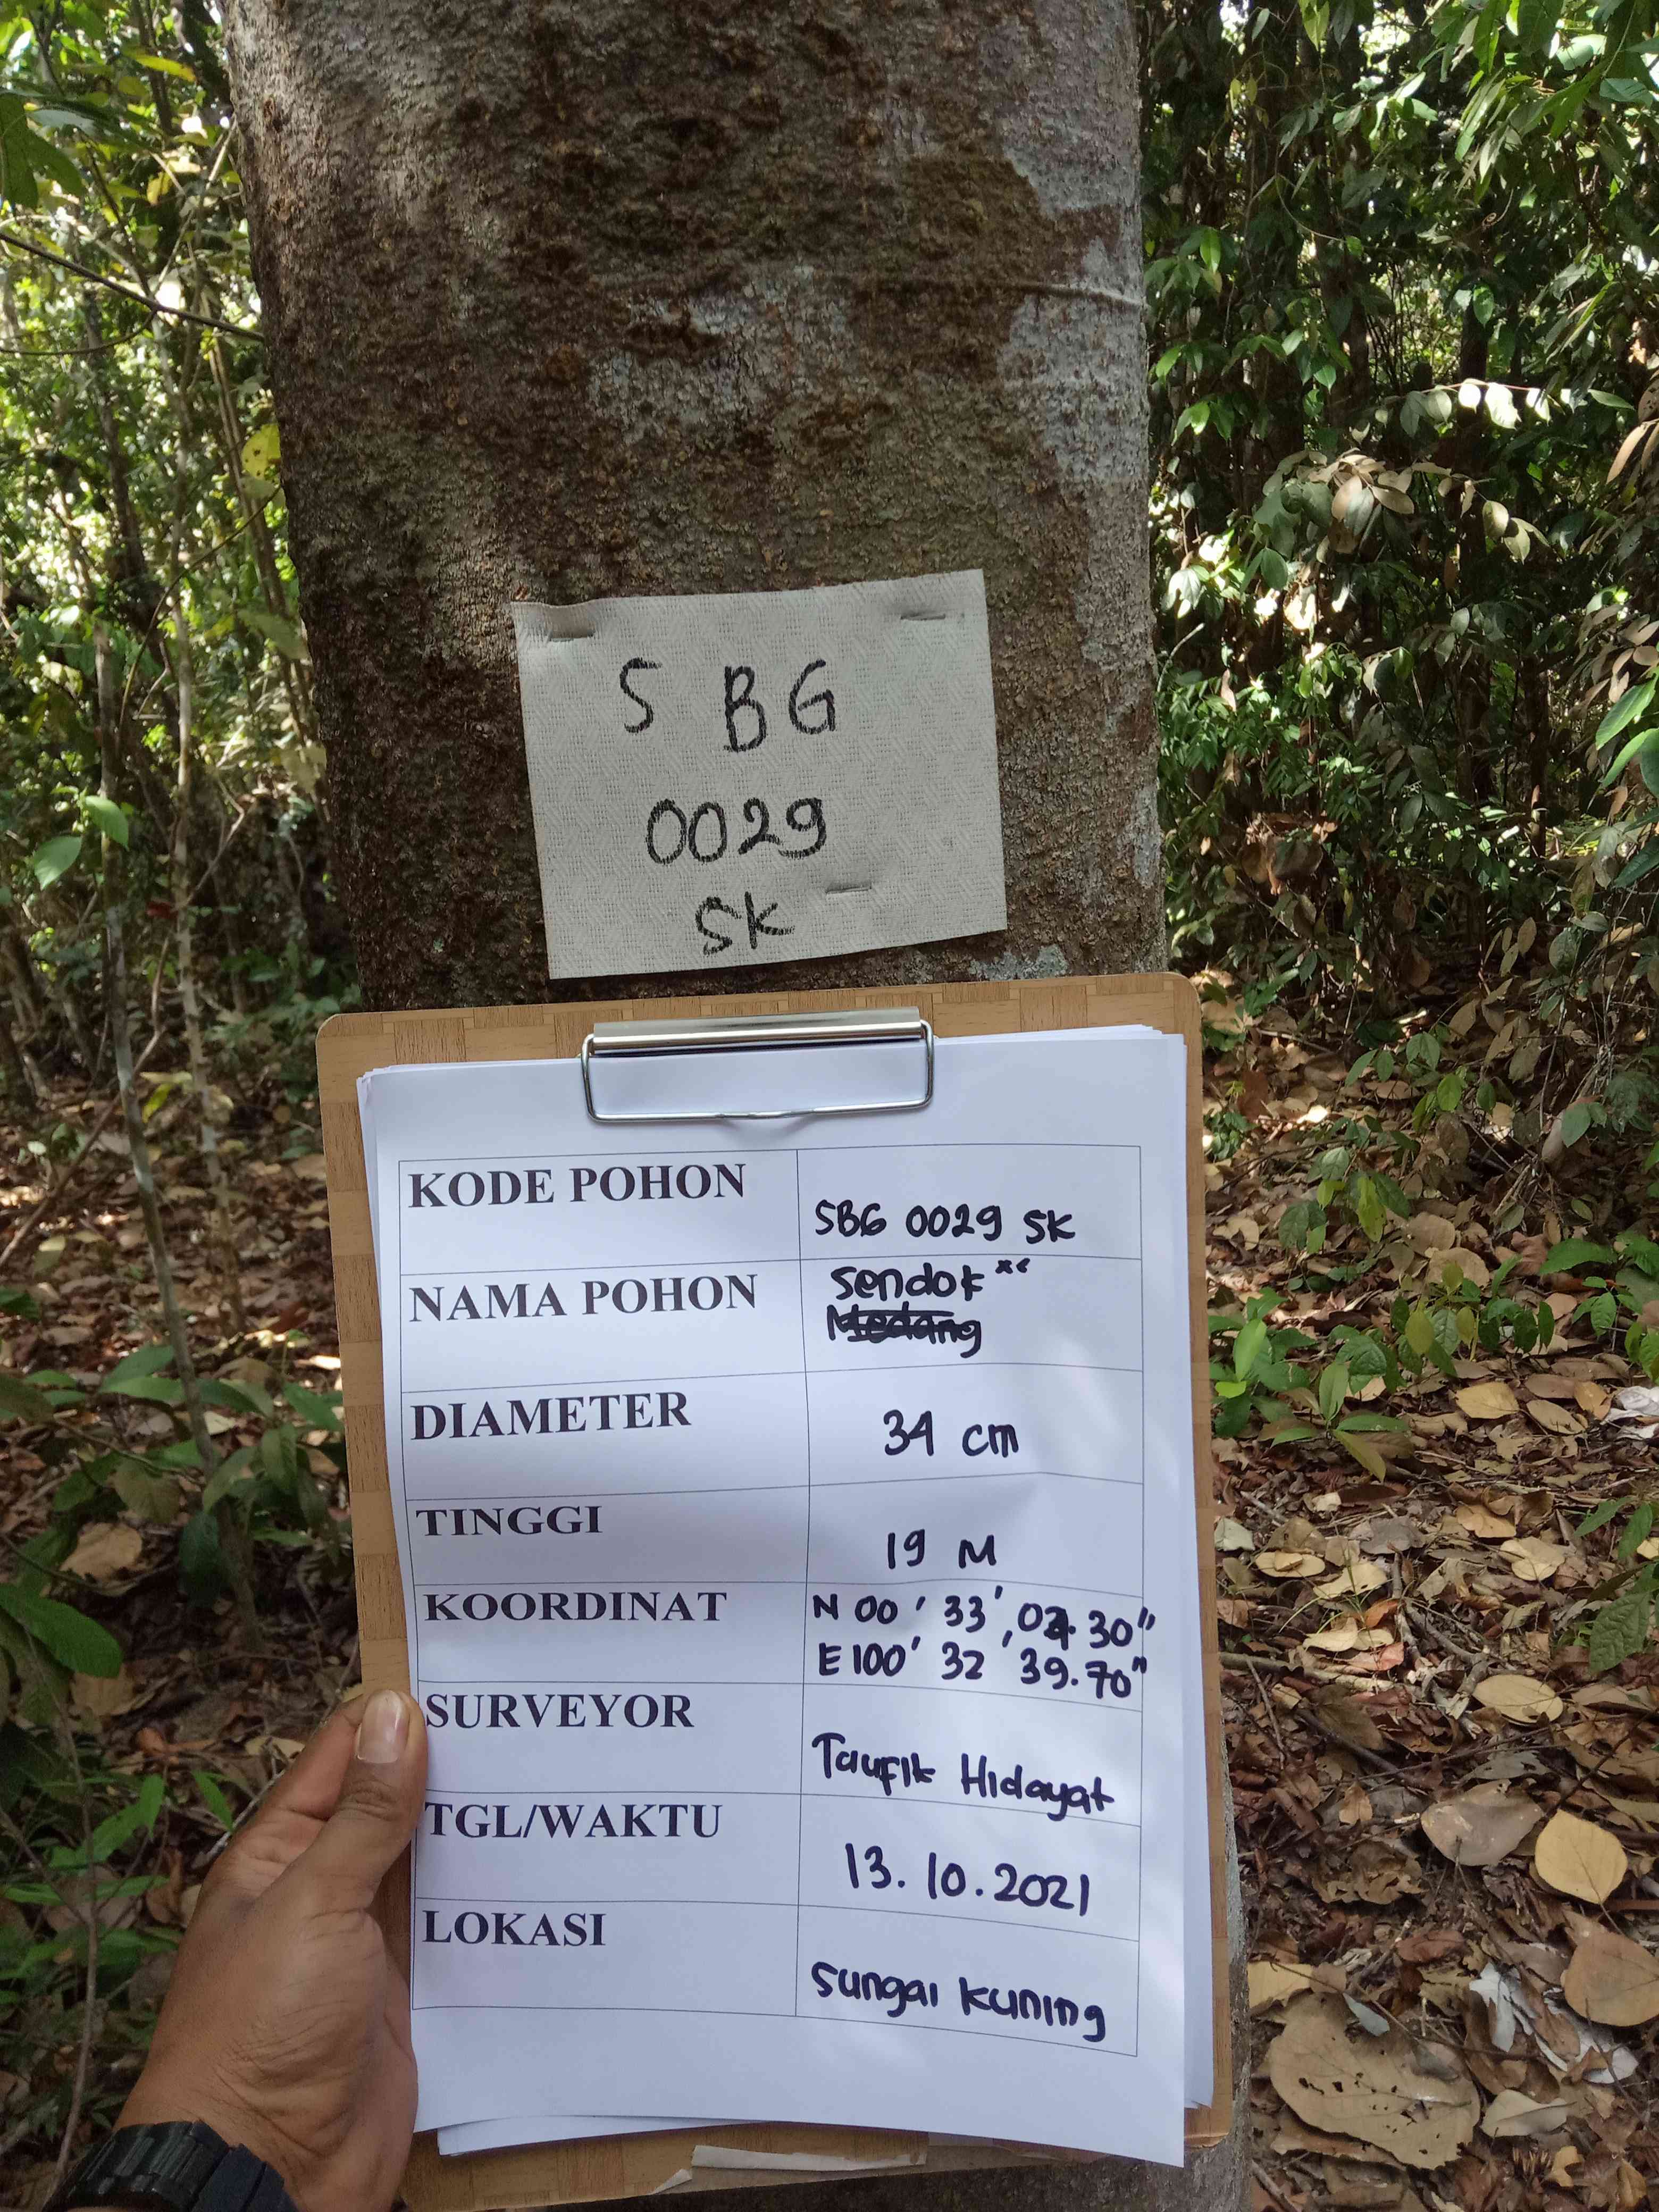 S BG
0029
SK
KODE POHON
SBG 0029 SK
NAMA POHON
Sendok
Medang
DIAMETER
34 cm
TINGGI
19 M
KOORDINAT
N 00' 33', 30"
E 100' 32' 39.70"
SURVEYOR
Taufik Hidayat
TGL/WAKTU
13.10.2021
LOKASI
Sungai Kuning